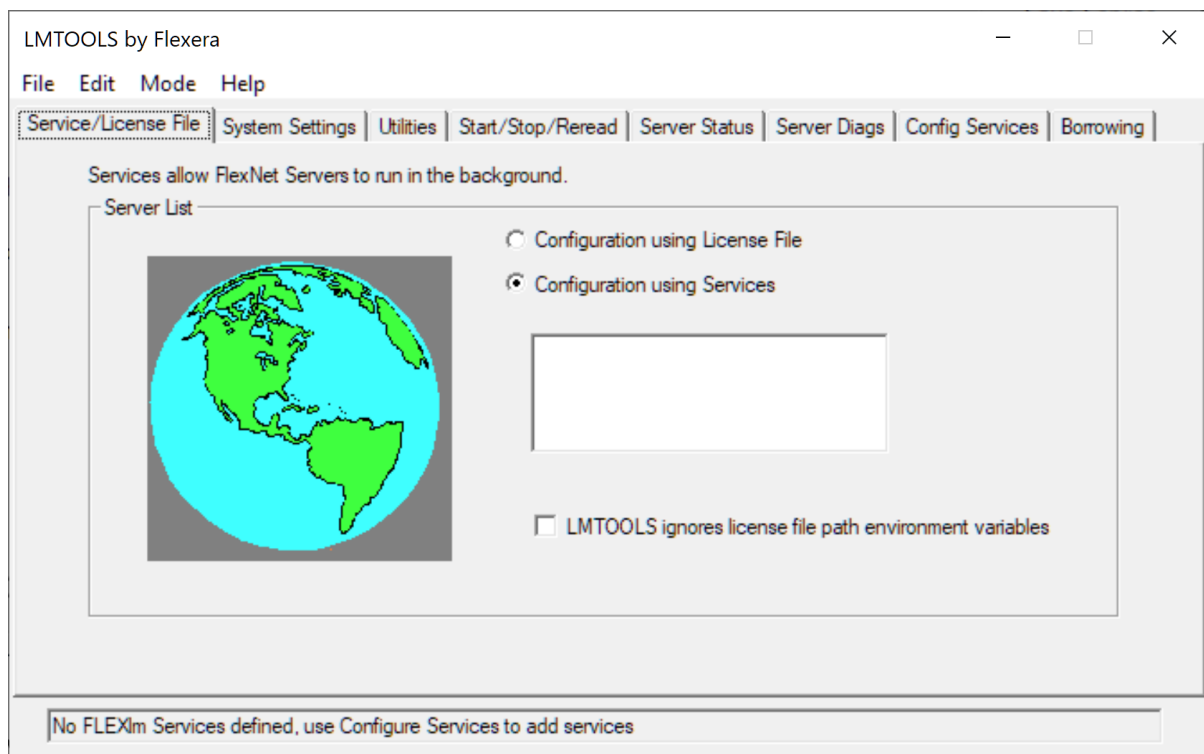 LMTOOLS by Flexera
File Edit Mode Help
Service/License File System Settings Utilities Start/Stop/Reread Server Status Server Diags Config Services Borrowing
Services allow FlexNet Servers to run in the background.
Server List
Configuration using License File
Configuration using Services
LMTOOLS ignores license file path environment variables
No FLEXlm Services defined, use Configure Services to add services